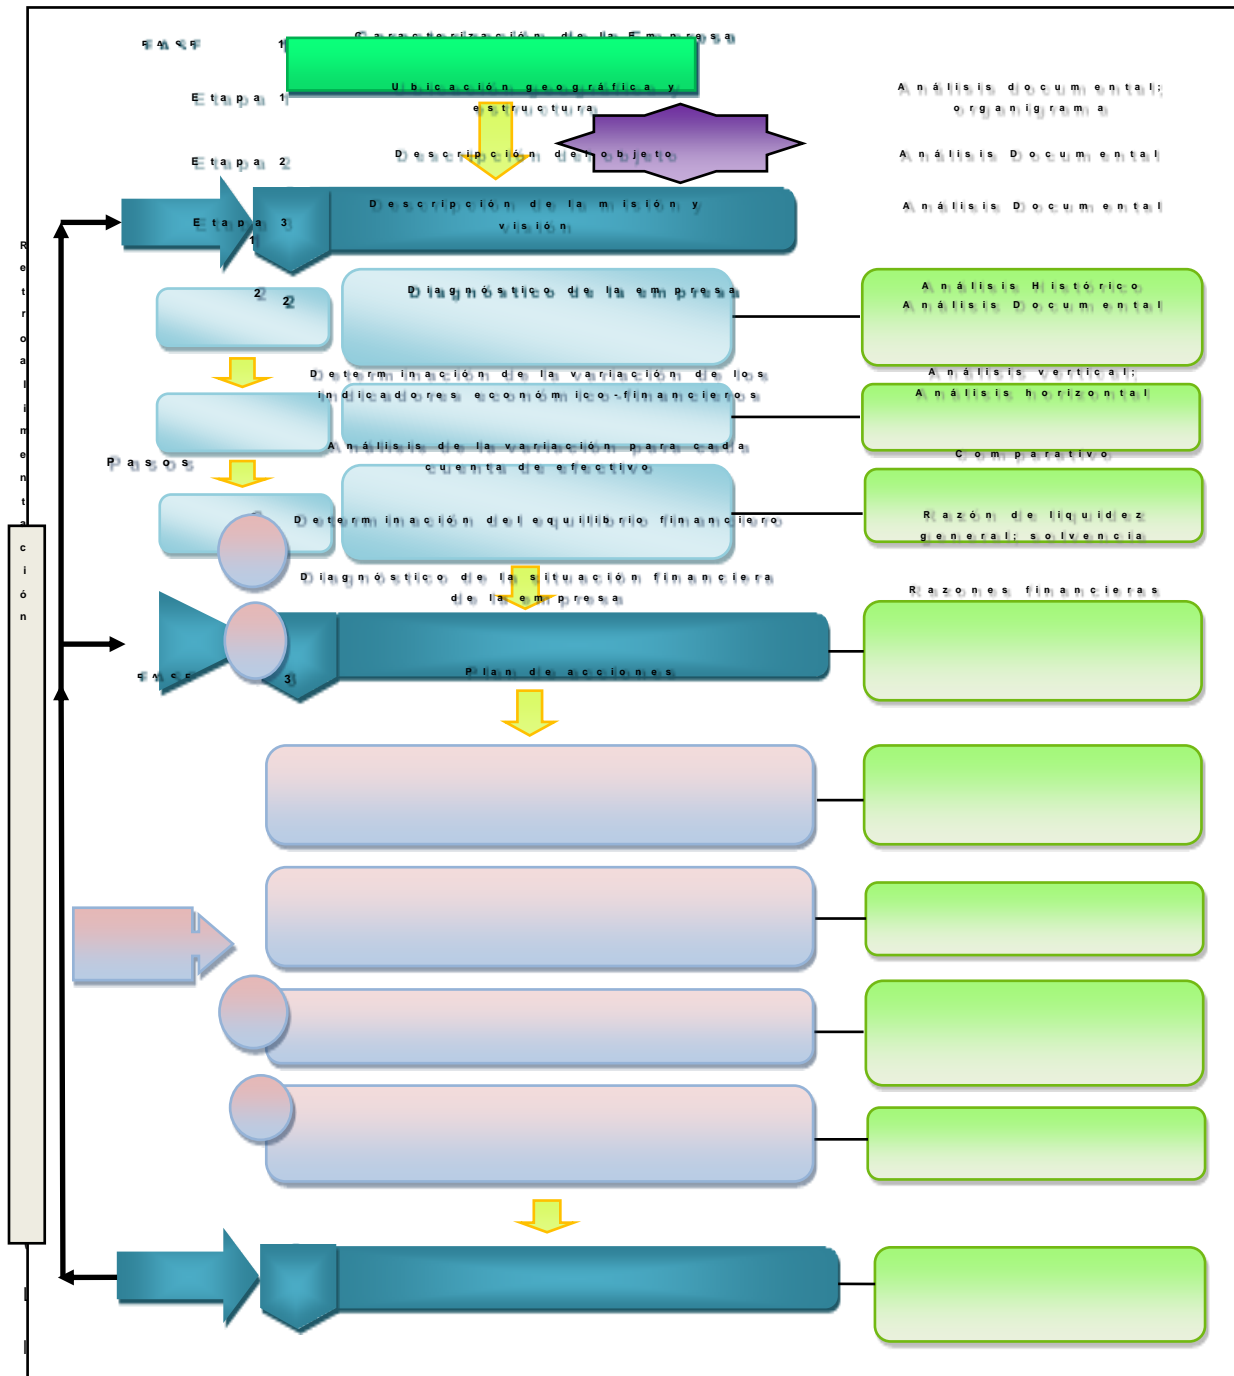 Caracterización de la Empresa
FASE 1
Ubicación geográfica y
estructura
Etapa 1
Análisis documental;
organigrama
Etapa 2
Descripción del objeto
Análisis Documental
Descripción de la misión y
visión
Etapa 3
Análisis Documental
1
Retroalimentación
2
2
Diagnóstico de la empresa
Análisis Histórico
Análisis Documental
Determinación de la variación de los
indicadores económico-financieros
Análisis vertical;
Análisis horizontal
Análisis de la variación para cada
cuenta de efectivo
Comparativo
Pasos
Determinación del equilibrio financiero
Razón de liquidez
general; solvencia
Diagnóstico de la situación financiera
de la empresa
Razones financieras
FASE 3
Plan de acciones